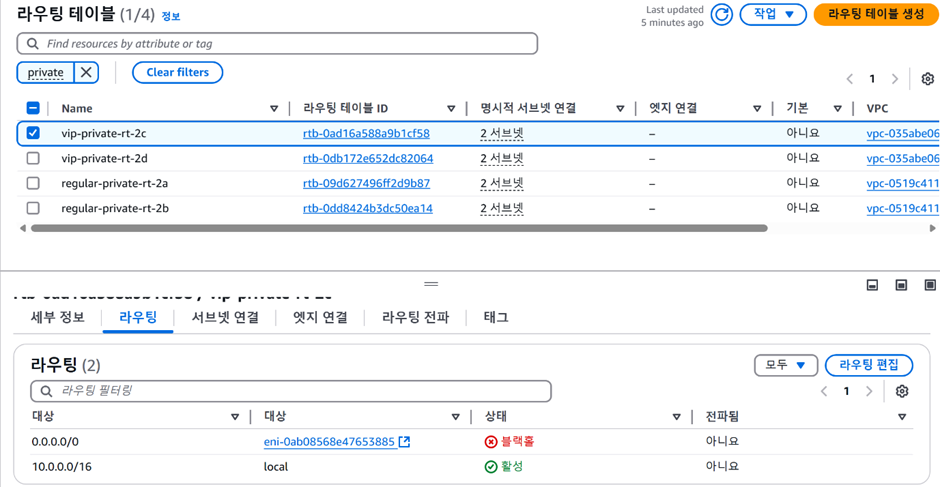 라우팅 테이블 (1/4) 정보
Last updated
5 minutes ago
작업
라우팅 테이블 생성
Find resources by attribute or tag
private
Clear filters
1
Name 라우팅 테이블 ID 명시적 서브넷 연결 엣지 연결 기본 VPC
vip-private-rt-2c rtb-0ad16a588a9b1cf58 2 서브넷 – 아니요 vpc-035abe06
vip-private-rt-2d rtb-0db172e652dc82064 2 서브넷 – 아니요 vpc-035abe06
regular-private-rt-2a rtb-09d627496ff2d9b87 2 서브넷 – 아니요 vpc-0519c411
regular-private-rt-2b rtb-0dd8424b3dc50ea14 2 서브넷 – 아니요 vpc-0519c411
rtb-0ad16a588a9b1cf58 / vip-private-rt-2c
세부 정보 라우팅 서브넷 연결 엣지 연결 라우팅 전파 태그
라우팅 (2)
모두
라우팅 편집
라우팅 필터링
1
대상 대상 상태 전파됨
0.0.0.0/0 eni-0ab08568e47653885 블랙홀 아니요
10.0.0.0/16 local 활성 아니요